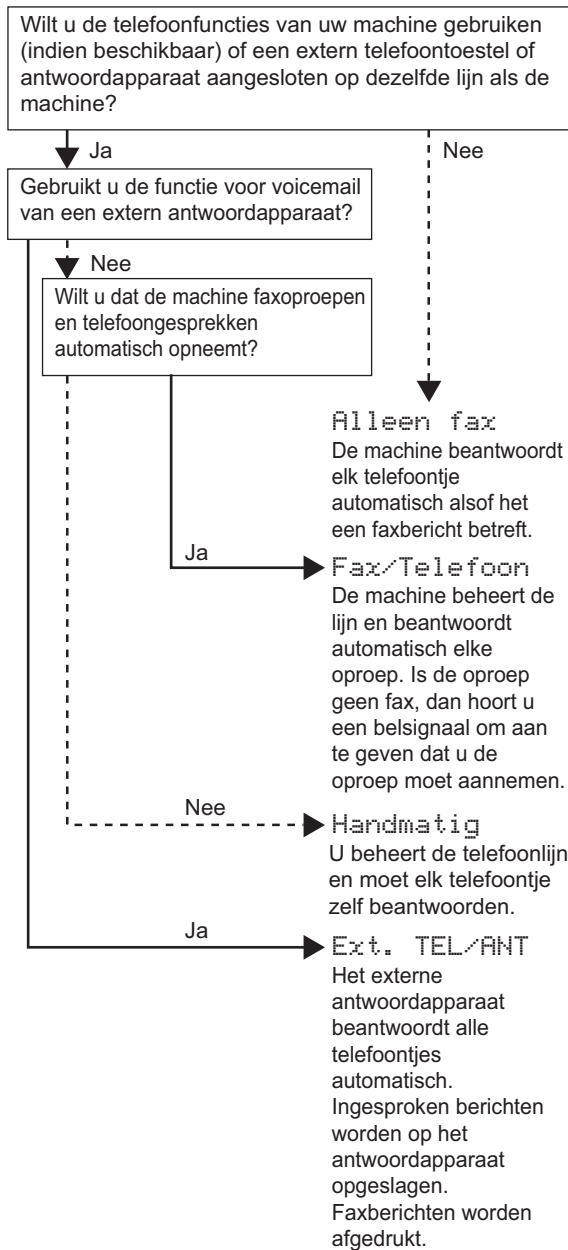 Wilt u de telefoonfuncties van uw machine gebruiken
(indien beschikbaar) of een extern telefoontoestel of
antwoordapparaat aangesloten op dezelfde lijn als de
machine?
Ja
Nee
Gebruikt u de functie voor voicemail
van een extern antwoordapparaat?
Nee
Wilt u dat de machine faxoproepen
en telefoongesprekken
automatisch opneemt?
Alleen fax
De machine beantwoordt
elk telefoontje
automatisch alsof het
een faxbericht betreft.
Ja
Fax/Telefoon
De machine beheert de
lijn en beantwoordt
automatisch elke
oproep. Is de oproep
geen fax, dan hoort u
een belsignaal om aan
te geven dat u de
oproep moet aannemen.
Nee
Handmatig
U beheert de telefoonlijn
en moet elk telefoontje
zelf beantwoorden.
Ja
Ext. TEL/ANT
Het externe
antwoordapparaat
beantwoordt alle
telefoontjes
automatisch.
Ingesproken berichten
worden op het
antwoordapparaat
opgeslagen.
Faxberichten worden
afgedrukt.